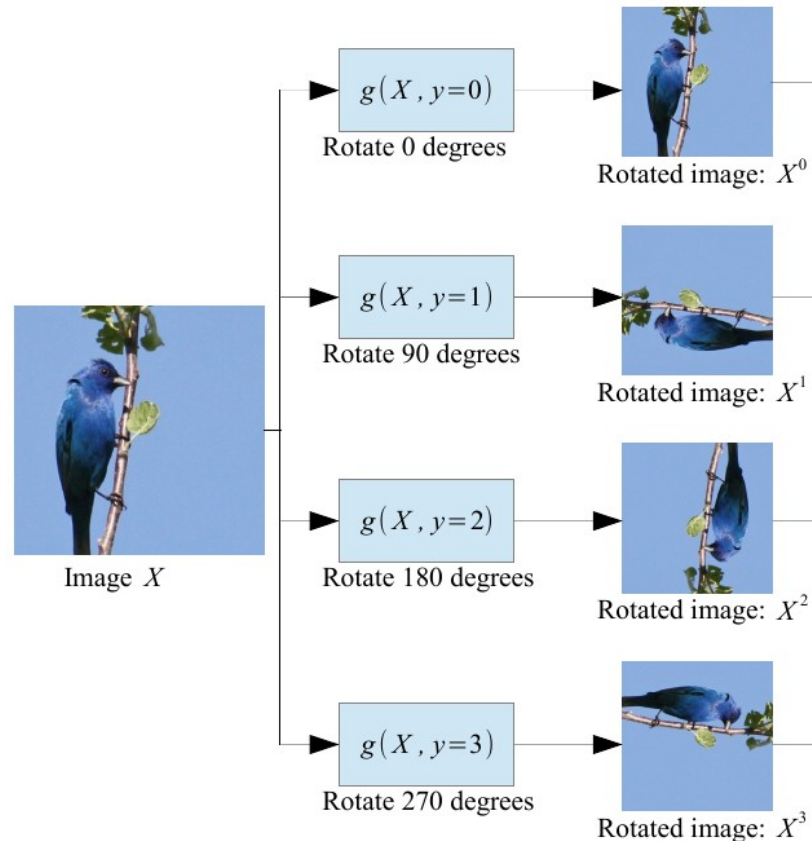 g(X, y=0)
Rotate 0 degrees
Rotated image: X⁰
g(X, y=1)
Rotate 90 degrees
Rotated image: X¹
Image X
g(X, y=2)
Rotate 180 degrees
Rotated image: X²
g(X, y=3)
Rotate 270 degrees
Rotated image: X³